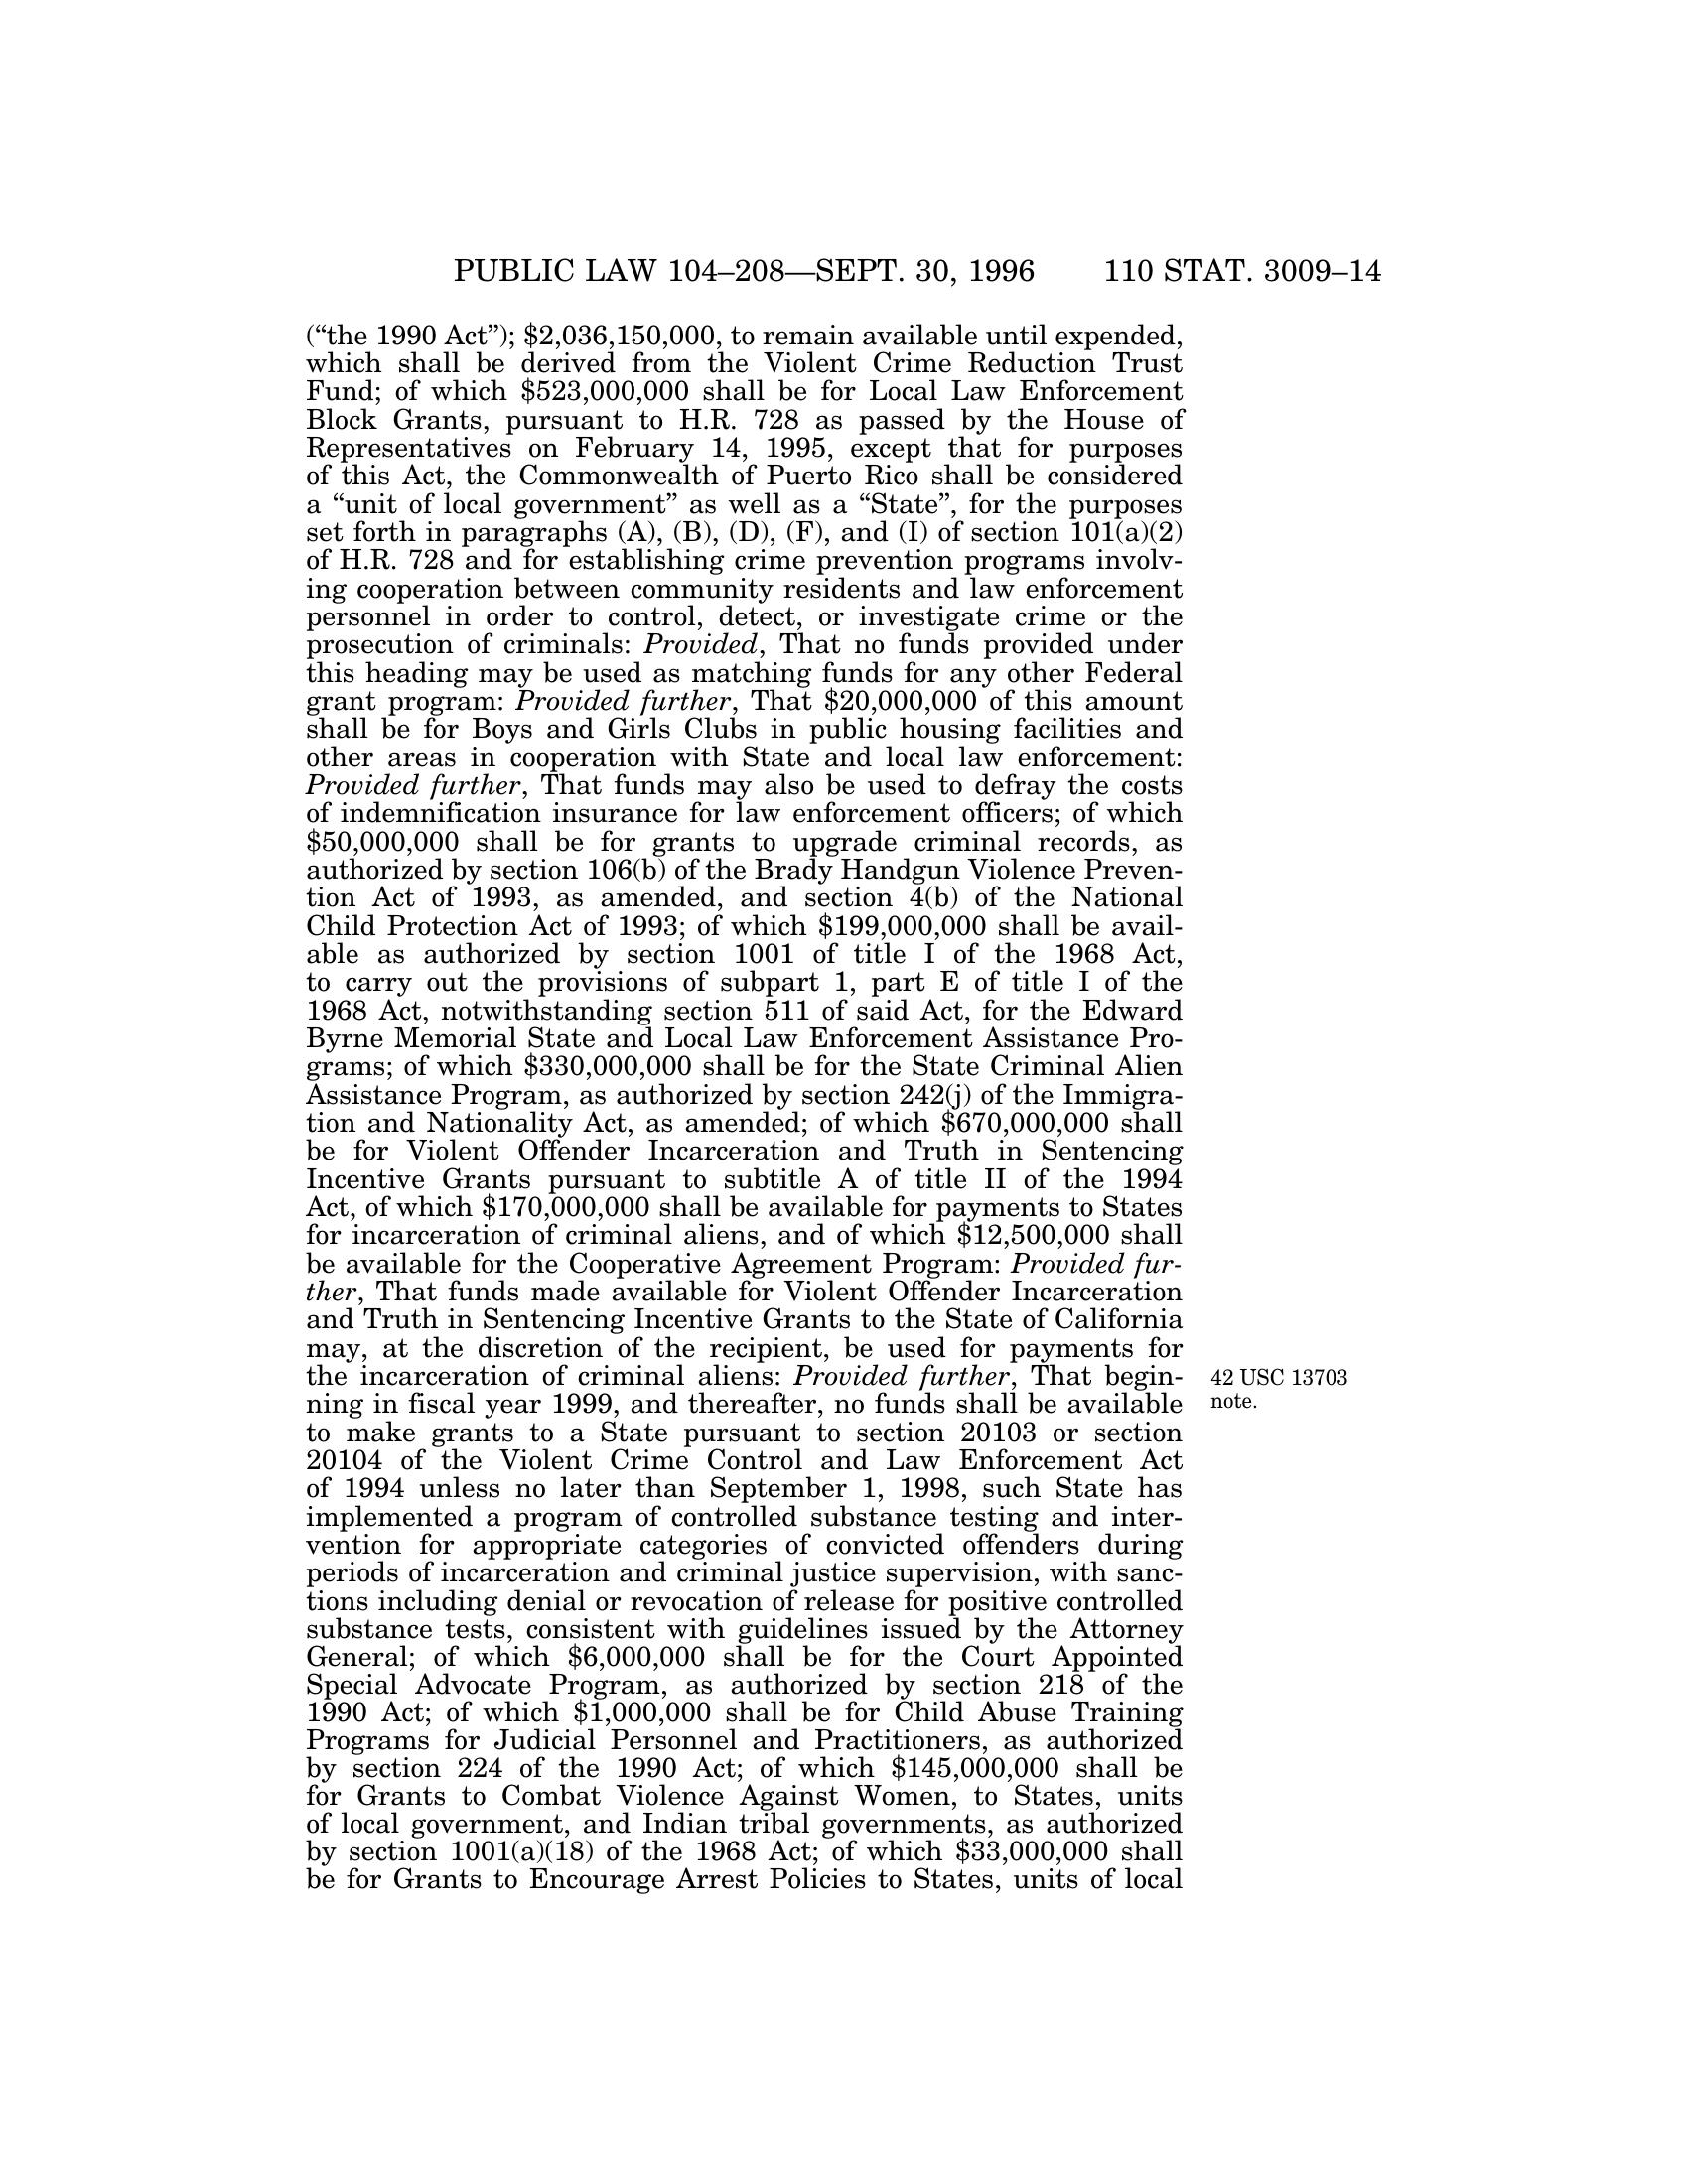 PUBLIC LAW 104–208—SEPT. 30, 1996 110 STAT. 3009–14
(“the 1990 Act”); $2,036,150,000, to remain available until expended,
which shall be derived from the Violent Crime Reduction Trust
Fund; of which $523,000,000 shall be for Local Law Enforcement
Block Grants, pursuant to H.R. 728 as passed by the House of
Representatives on February 14, 1995, except that for purposes
of this Act, the Commonwealth of Puerto Rico shall be considered
a “unit of local government” as well as a “State”, for the purposes
set forth in paragraphs (A), (B), (D), (F), and (I) of section 101(a)(2)
of H.R. 728 and for establishing crime prevention programs involv-
ing cooperation between community residents and law enforcement
personnel in order to control, detect, or investigate crime or the
prosecution of criminals: Provided, That no funds provided under
this heading may be used as matching funds for any other Federal
grant program: Provided further, That $20,000,000 of this amount
shall be for Boys and Girls Clubs in public housing facilities and
other areas in cooperation with State and local law enforcement:
Provided further, That funds may also be used to defray the costs
of indemnification insurance for law enforcement officers; of which
$50,000,000 shall be for grants to upgrade criminal records, as
authorized by section 106(b) of the Brady Handgun Violence Preven-
tion Act of 1993, as amended, and section 4(b) of the National
Child Protection Act of 1993; of which $199,000,000 shall be avail-
able as authorized by section 1001 of title I of the 1968 Act,
to carry out the provisions of subpart 1, part E of title I of the
1968 Act, notwithstanding section 511 of said Act, for the Edward
Byrne Memorial State and Local Law Enforcement Assistance Pro-
grams; of which $330,000,000 shall be for the State Criminal Alien
Assistance Program, as authorized by section 242(j) of the Immigra-
tion and Nationality Act, as amended; of which $670,000,000 shall
be for Violent Offender Incarceration and Truth in Sentencing
Incentive Grants pursuant to subtitle A of title II of the 1994
Act, of which $170,000,000 shall be available for payments to States
for incarceration of criminal aliens, and of which $12,500,000 shall
be available for the Cooperative Agreement Program: Provided fur-
ther, That funds made available for Violent Offender Incarceration
and Truth in Sentencing Incentive Grants to the State of California
may, at the discretion of the recipient, be used for payments for
the incarceration of criminal aliens: Provided further, That begin-
ning in fiscal year 1999, and thereafter, no funds shall be available
to make grants to a State pursuant to section 20103 or section
20104 of the Violent Crime Control and Law Enforcement Act
of 1994 unless no later than September 1, 1998, such State has
implemented a program of controlled substance testing and inter-
vention for appropriate categories of convicted offenders during
periods of incarceration and criminal justice supervision, with sanc-
tions including denial or revocation of release for positive controlled
substance tests, consistent with guidelines issued by the Attorney
General; of which $6,000,000 shall be for the Court Appointed
Special Advocate Program, as authorized by section 218 of the
1990 Act; of which $1,000,000 shall be for Child Abuse Training
Programs for Judicial Personnel and Practitioners, as authorized
by section 224 of the 1990 Act; of which $145,000,000 shall be
for Grants to Combat Violence Against Women, to States, units
of local government, and Indian tribal governments, as authorized
by section 1001(a)(18) of the 1968 Act; of which $33,000,000 shall
be for Grants to Encourage Arrest Policies to States, units of local
42 USC 13703
note.